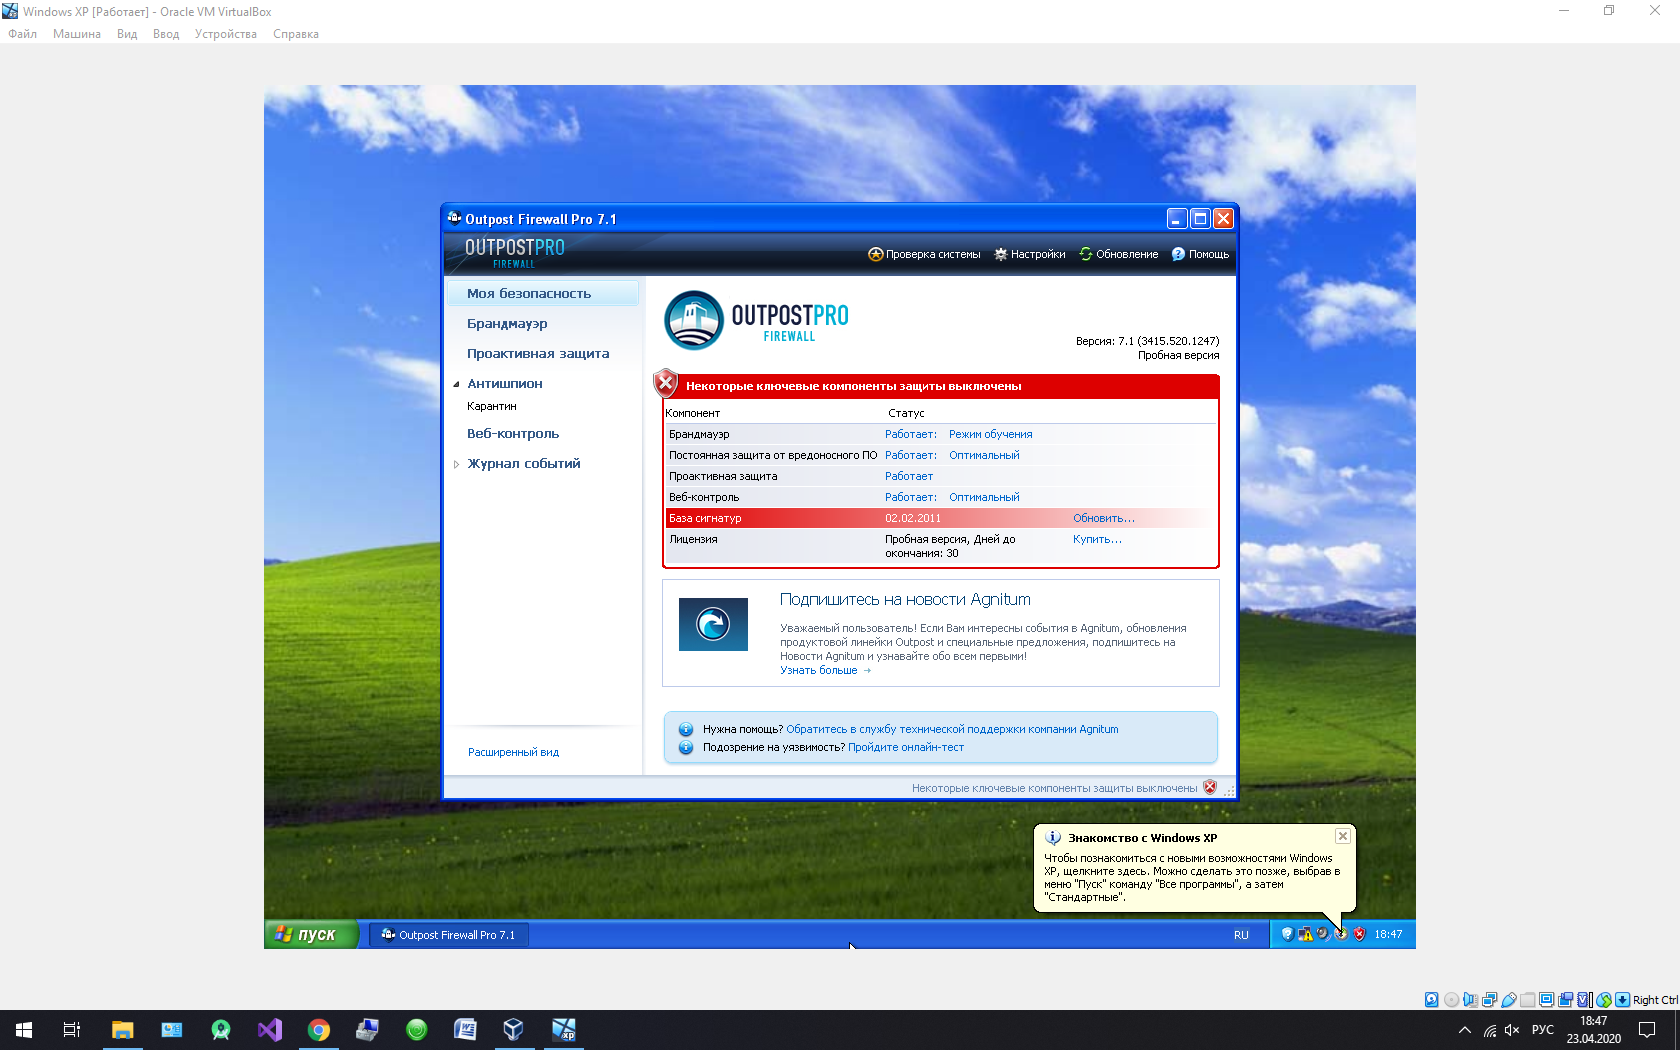 Windows XP [Работает] - Oracle VM VirtualBox
Файл Машина Вид Ввод Устройства Справка
Outpost Firewall Pro 7.1
OUTPOSTPRO
FIREWALL
Проверка системы Настройки Обновление Помощь
Моя безопасность
Брандмауэр
Проактивная защита
Антишпион
Карантин
Веб-контроль
Журнал событий
Расширенный вид
OUTPOSTPRO
FIREWALL
Версия: 7.1 (3415.520.1247)
Пробная версия
Некоторые ключевые компоненты защиты выключены
Компонент Статус
Брандмауэр Работает: Режим обучения
Постоянная защита от вредоносного ПО Работает: Оптимальный
Проактивная защита Работает
Веб-контроль Работает: Оптимальный
База сигнатур 02.02.2011 Обновить...
Лицензия Пробная версия, Дней до Купить...
окончания: 30
Подпишитесь на новости Agnitum
Уважаемый пользователь! Если Вам интересны события в Agnitum, обновления
продуктовой линейки Outpost и специальные предложения, подпишитесь на
Новости Agnitum и узнавайте обо всем первыми!
Узнать больше →
Нужна помощь? Обратитесь в службу технической поддержки компании Agnitum
Подозрение на уязвимость? Пройдите онлайн-тест
Некоторые ключевые компоненты защиты выключены
Знакомство с Windows XP
Чтобы познакомиться с новыми возможностями Windows
XP, щелкните здесь. Можно сделать это позже, выбрав в
меню "Пуск" команду "Все программы", а затем
"Стандартные".
пуск Outpost Firewall Pro 7.1 RU 18:47
Right Ctrl
xp
РУС
18:47
23.04.2020